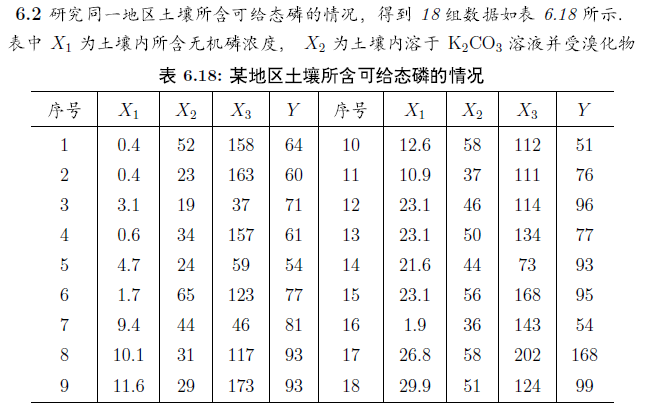 6.2 研究同一地区土壤所含可给态磷的情况, 得到 18 组数据如表 6.18 所示.
表中 X₁ 为土壤内所含无机磷浓度, X₂ 为土壤内溶于 K₂CO₃ 溶液并受溴化物
表 6.18: 某地区土壤所含可给态磷的情况
序号 X₁ X₂ X₃ Y 序号 X₁ X₂ X₃ Y
1 0.4 52 158 64 10 12.6 58 112 51
2 0.4 23 163 60 11 10.9 37 111 76
3 3.1 19 37 71 12 23.1 46 114 96
4 0.6 34 157 61 13 23.1 50 134 77
5 4.7 24 59 54 14 21.6 44 73 93
6 1.7 65 123 77 15 23.1 56 168 95
7 9.4 44 46 81 16 1.9 36 143 54
8 10.1 31 117 93 17 26.8 58 202 168
9 11.6 29 173 93 18 29.9 51 124 99